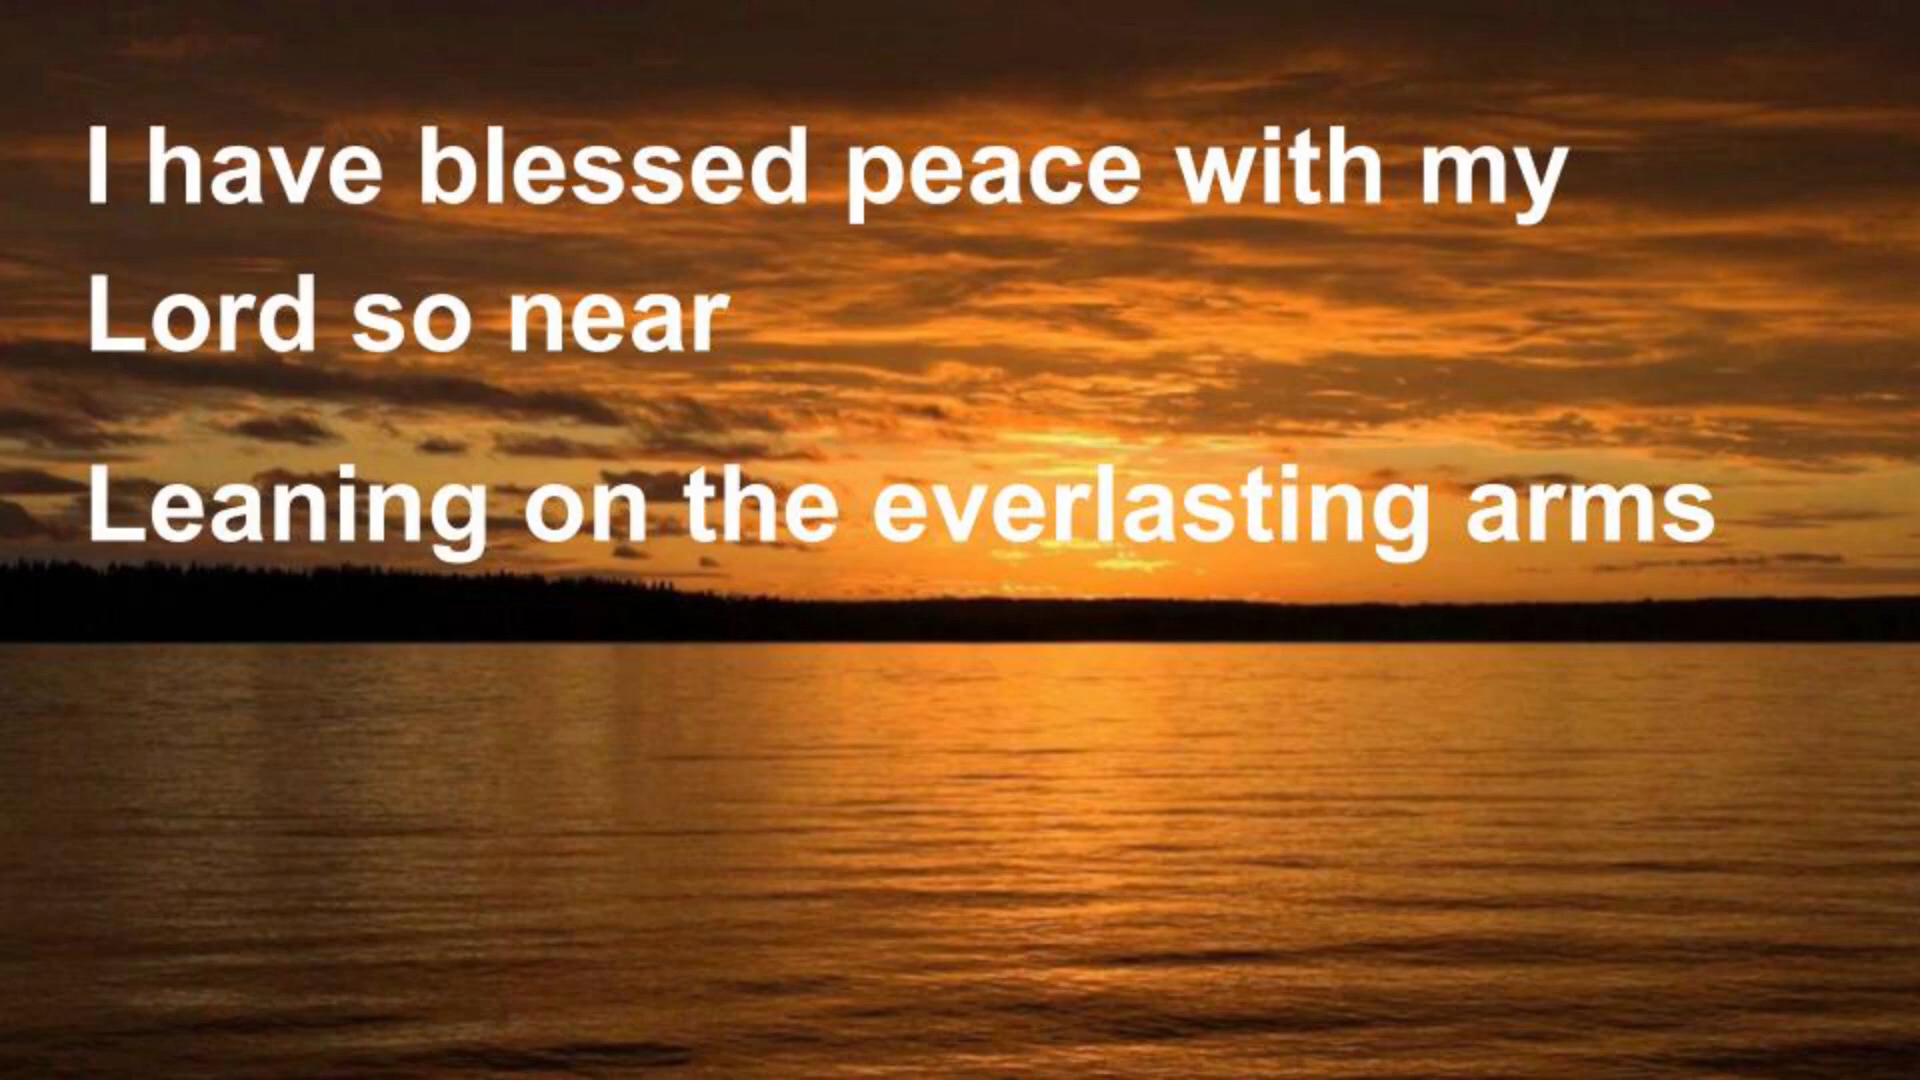 I have blessed peace with my
Lord so near
Leaning on the everlasting arms